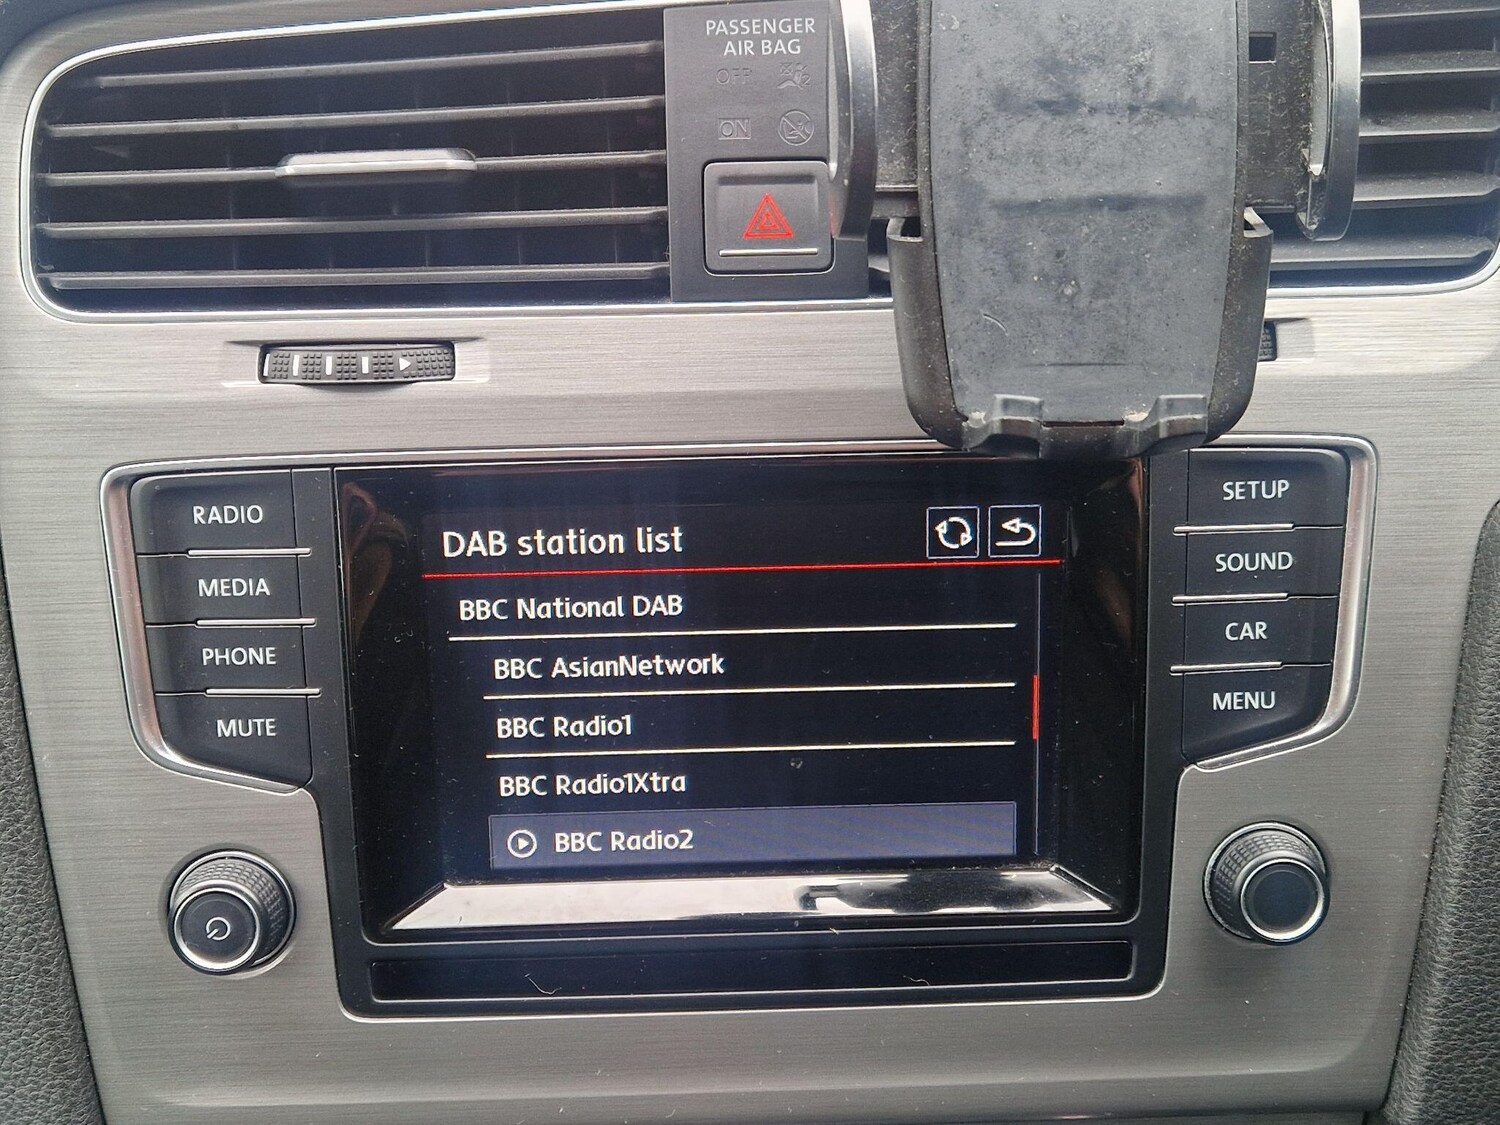 PASSENGER
AIR BAG
OFF
ON
RADIO
MEDIA
PHONE
MUTE
DAB station list
BBC National DAB
BBC AsianNetwork
BBC Radio1
BBC Radio1Xtra
BBC Radio2
SETUP
SOUND
CAR
MENU